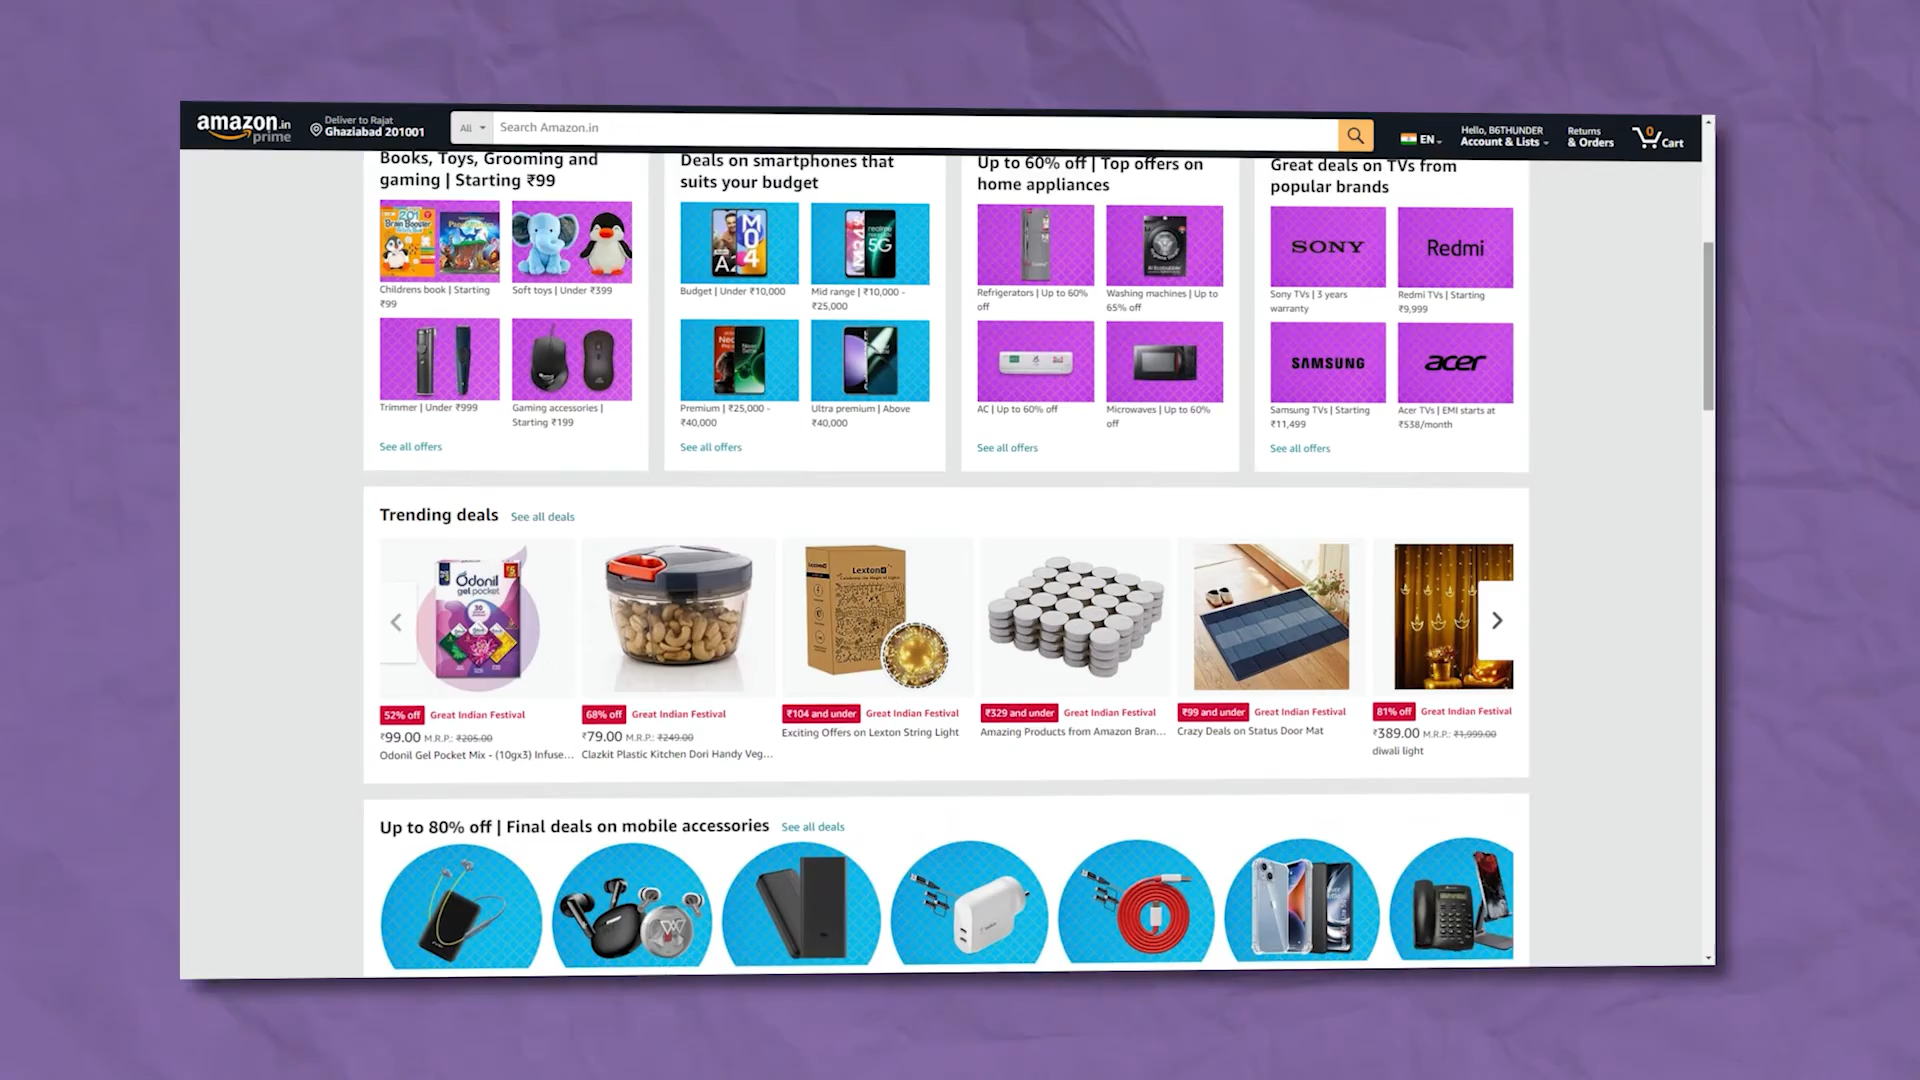 amazon.in
prime
Deliver to Rajat
Ghaziabad 201001
All
Search Amazon.in
EN
Hello, B6THUNDER
Account & Lists
Returns
& Orders
0
Cart
Books, Toys, Grooming and
gaming | Starting ₹99
201
Brain Booster
Childrens book | Starting
₹99
Soft toys | Under ₹399
Trimmer | Under ₹999
Gaming accessories |
Starting ₹199
See all offers
Deals on smartphones that
suits your budget
A2
M04
M34
realme
5G
Budget | Under ₹10,000
Mid range | ₹10,000 -
₹25,000
Premium | ₹25,000 -
₹40,000
Ultra premium | Above
₹40,000
See all offers
Up to 60% off | Top offers on
home appliances
Refrigerators | Up to 60%
off
Washing machines | Up to
65% off
AC | Up to 60% off
Microwaves | Up to 60%
off
See all offers
Great deals on TVs from
popular brands
SONY
Redmi
Sony TVs | 3 years
warranty
Redmi TVs | Starting
₹9,999
SAMSUNG
acer
Samsung TVs | Starting
₹11,499
Acer TVs | EMI starts at
₹538/month
See all offers
Trending deals
See all deals
Odonil
gel pocket
30
Lexton
52% off Great Indian Festival
₹99.00 M.R.P.: ₹205.00
Odonil Gel Pocket Mix - (10gx3) Infuse...
68% off Great Indian Festival
₹79.00 M.R.P.: ₹249.00
Clazkit Plastic Kitchen Dori Handy Veg...
₹104 and under Great Indian Festival
Exciting Offers on Lexton String Light
₹329 and under Great Indian Festival
Amazing Products from Amazon Bran...
₹99 and under Great Indian Festival
Crazy Deals on Status Door Mat
81% off Great Indian Festival
₹389.00 M.R.P.: ₹1,999.00
diwali light
Up to 80% off | Final deals on mobile accessories
See all deals